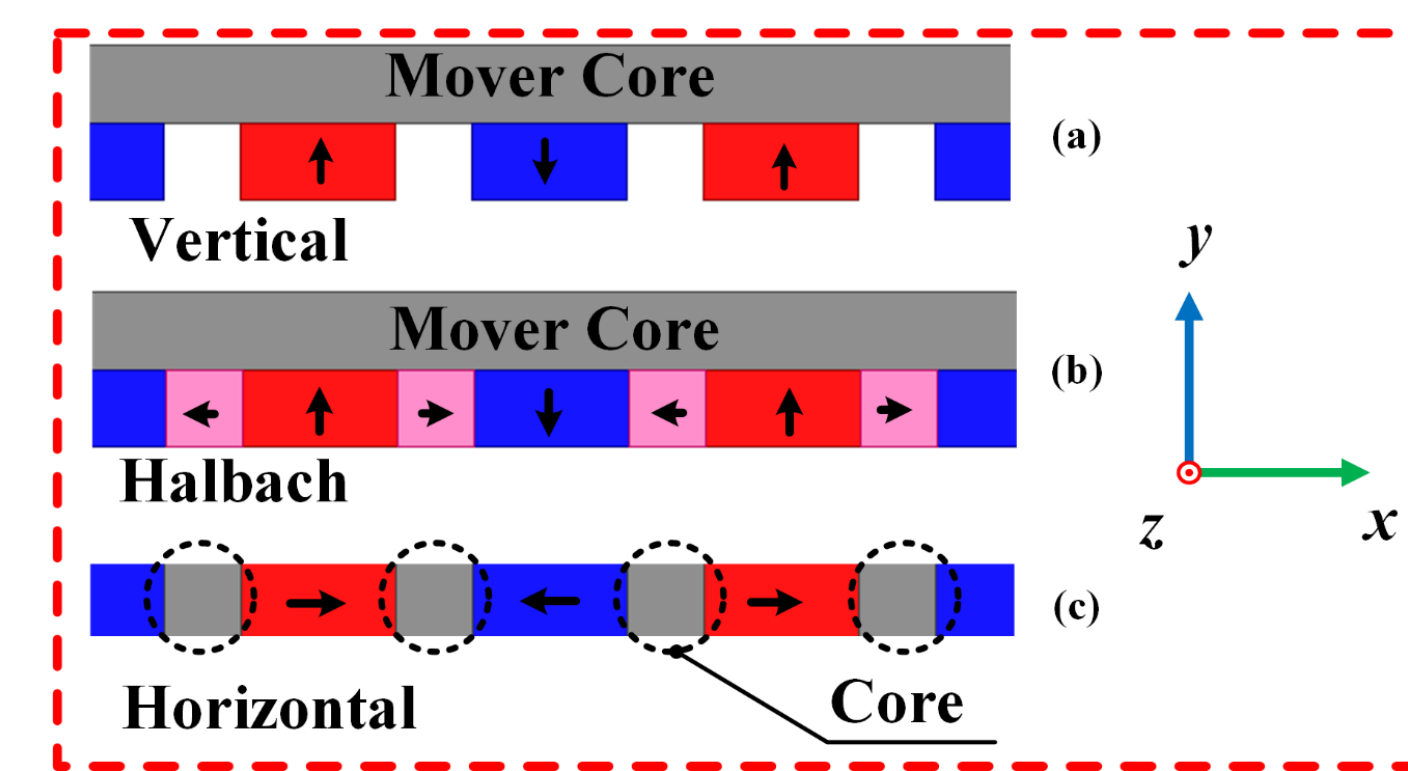 Mover Core
(a)
Vertical
y
Mover Core
(b)
Halbach
z
x
(c)
Horizontal
Core